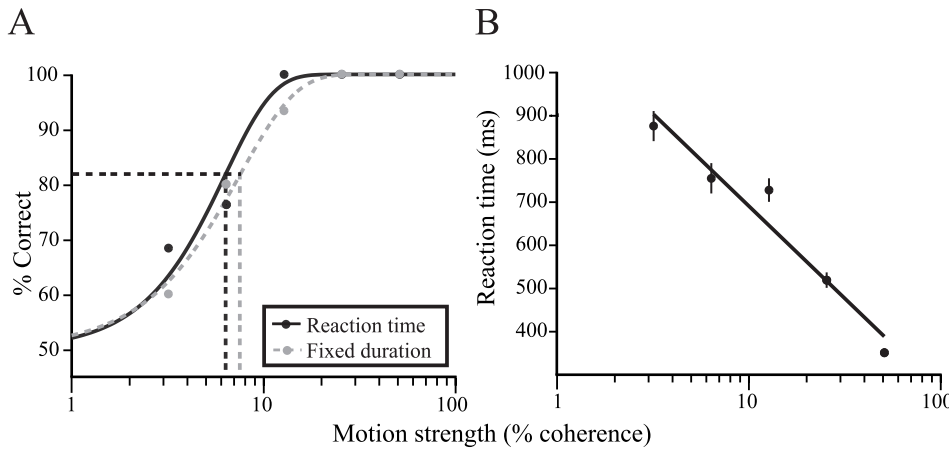 A
B
100
90
80
70
60
50
% Correct
1
10
100
Reaction time
Fixed duration
1000
900
800
700
600
500
400
Reaction time (ms)
1
10
100
Motion strength (% coherence)